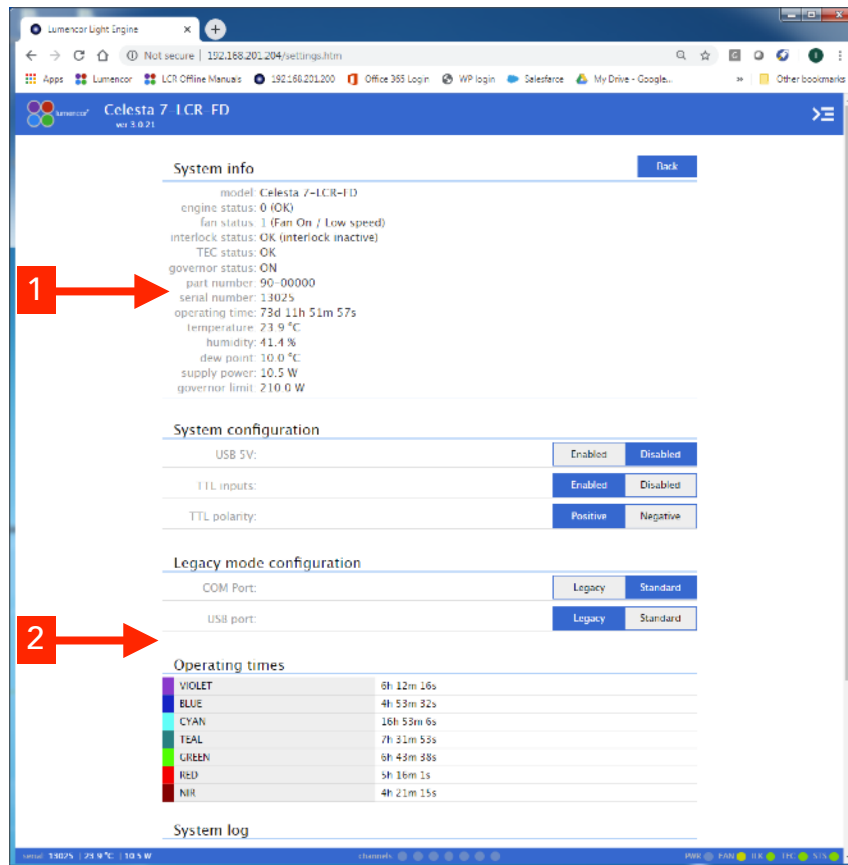 Lumencor Light Engine
Not secure | 192.168.201.204/settings.htm
Apps Lumencor LCR Offline Manuals 192.168.201.200 Office 365 Login WP login Salesforce My Drive - Google... » Other bookmarks
lumencor Celesta 7-LCR-FD
ver 3.0.21
System info Back
model: Celesta 7-LCR-FD
engine status: 0 (OK)
fan status: 1 (Fan On / Low speed)
interlock status: OK (interlock inactive)
TEC status: OK
governor status: ON
1
part number: 90-00000
serial number: 13025
operating time: 73d 11h 51m 57s
temperature: 23.9 °C
humidity: 41.4 %
dew point: 10.0 °C
supply power: 10.5 W
governor limit: 210.0 W
System configuration
USB 5V: Enabled Disabled
TTL inputs: Enabled Disabled
TTL polarity: Positive Negative
Legacy mode configuration
COM Port: Legacy Standard
USB port: Legacy Standard
2
Operating times
VIOLET 6h 12m 16s
BLUE 4h 53m 32s
CYAN 16h 53m 6s
TEAL 7h 31m 53s
GREEN 6h 43m 38s
RED 5h 16m 1s
NIR 4h 21m 15s
System log
serial 13025 | 23.9 °C | 10.5 W channels PWR FAN ILK TEC STS